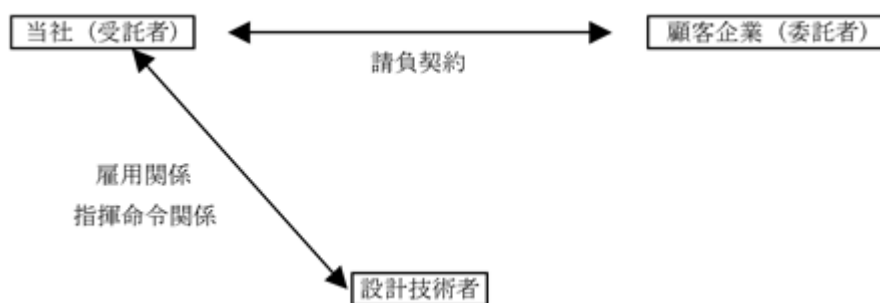 当社（受託者）
顧客企業（委託者）
請負契約
雇用関係
指揮命令関係
設計技術者